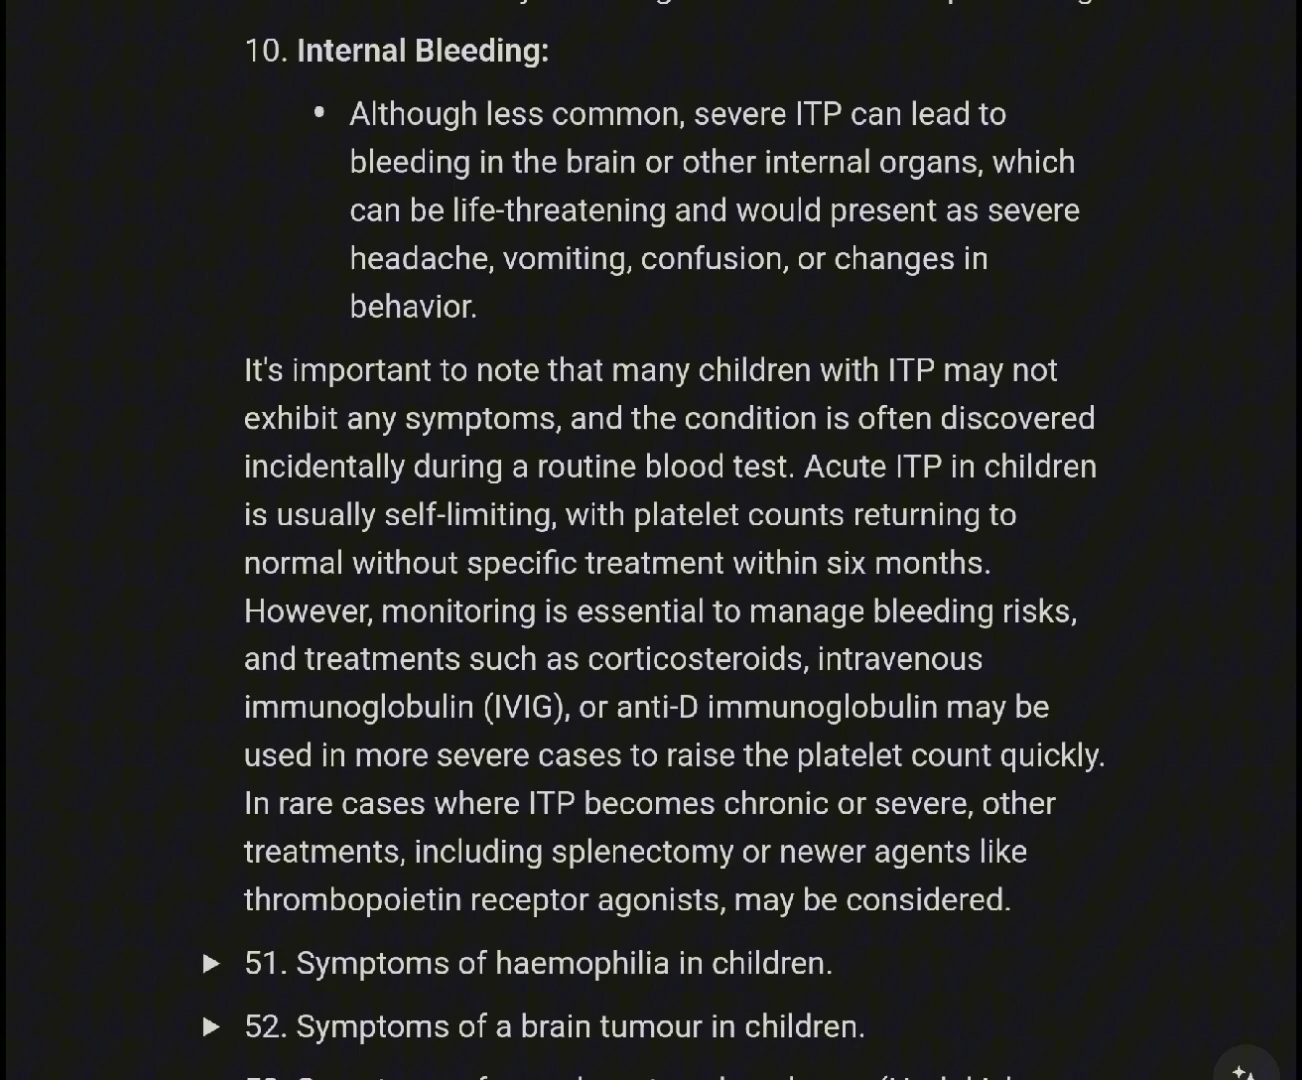 10. Internal Bleeding:
• Although less common, severe ITP can lead to
bleeding in the brain or other internal organs, which
can be life-threatening and would present as severe
headache, vomiting, confusion, or changes in
behavior.
It's important to note that many children with ITP may not
exhibit any symptoms, and the condition is often discovered
incidentally during a routine blood test. Acute ITP in children
is usually self-limiting, with platelet counts returning to
normal without specific treatment within six months.
However, monitoring is essential to manage bleeding risks,
and treatments such as corticosteroids, intravenous
immunoglobulin (IVIG), or anti-D immunoglobulin may be
used in more severe cases to raise the platelet count quickly.
In rare cases where ITP becomes chronic or severe, other
treatments, including splenectomy or newer agents like
thrombopoietin receptor agonists, may be considered.
▶ 51. Symptoms of haemophilia in children.
▶ 52. Symptoms of a brain tumour in children.